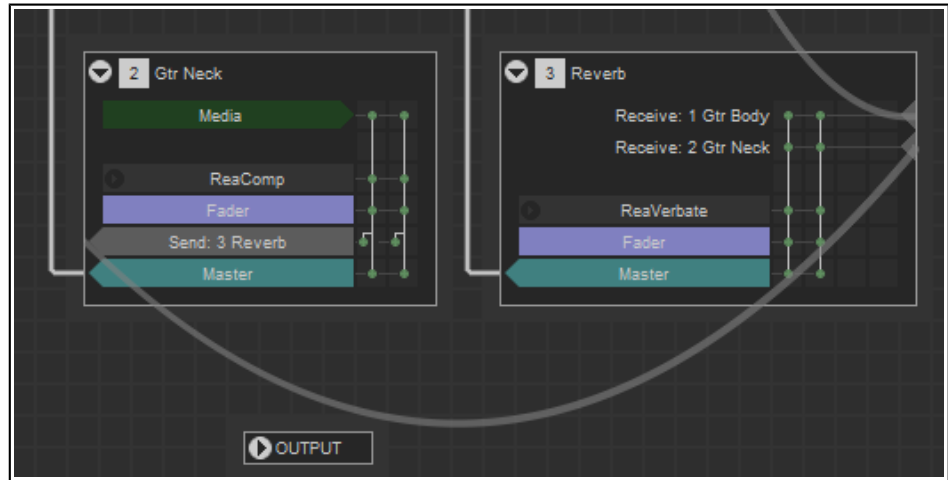 2 Gtr Neck
Media
ReaComp
Fader
Send: 3 Reverb
Master
3 Reverb
Receive: 1 Gtr Body
Receive: 2 Gtr Neck
ReaVerbate
Fader
Master
OUTPUT